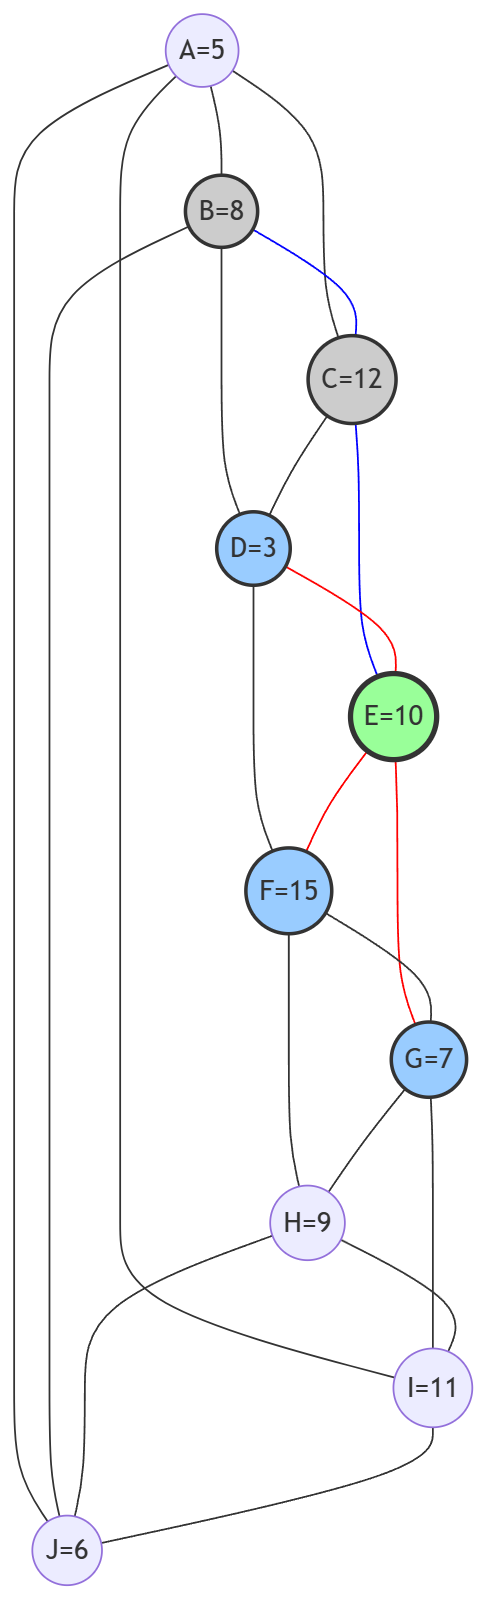 A=5
B=8
C=12
D=3
E=10
F=15
G=7
H=9
I=11
J=6